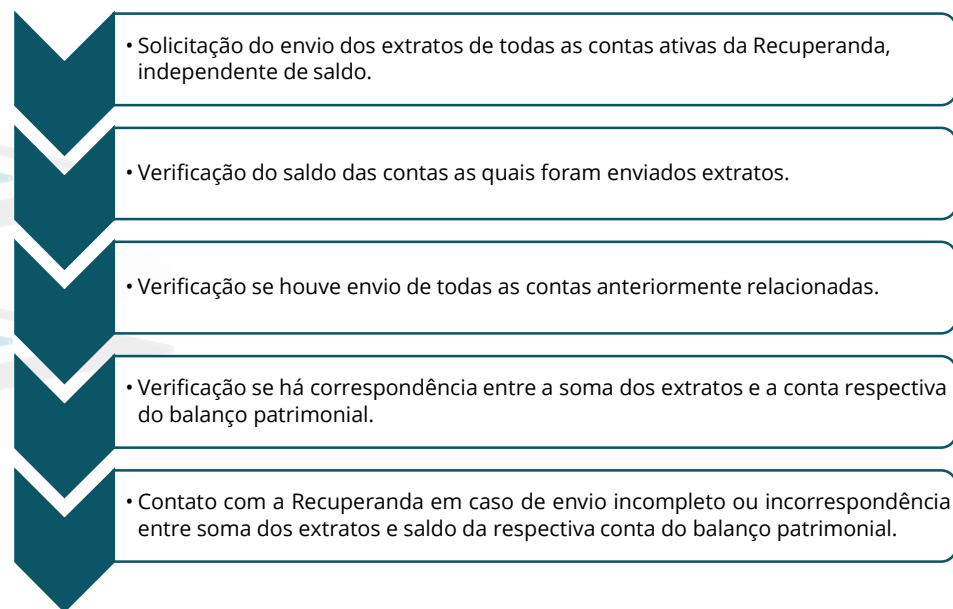 • Solicitação do envio dos extratos de todas as contas ativas da Recuperanda,
independente de saldo.
• Verificação do saldo das contas as quais foram enviados extratos.
• Verificação se houve envio de todas as contas anteriormente relacionadas.
• Verificação se há correspondência entre a soma dos extratos e a conta respectiva
do balanço patrimonial.
• Contato com a Recuperanda em caso de envio incompleto ou incorrespondência
entre soma dos extratos e saldo da respectiva conta do balanço patrimonial.